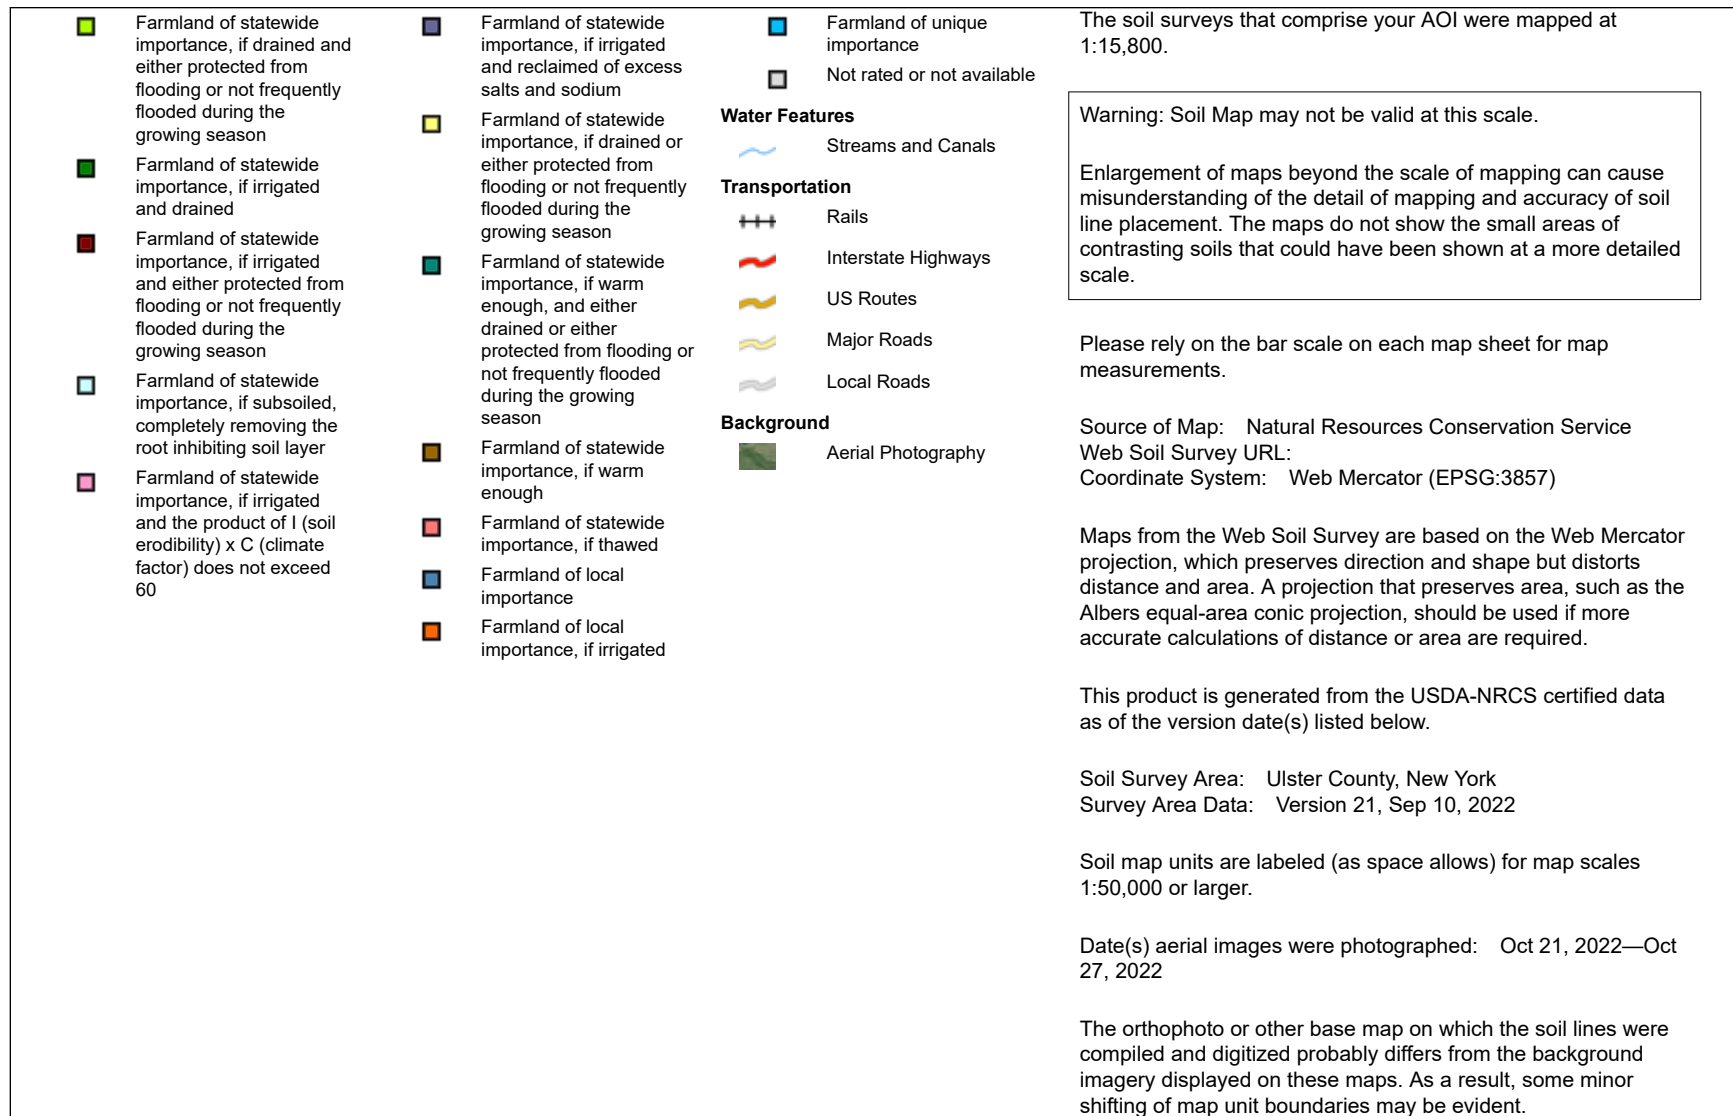 Farmland of statewide
importance, if drained and
either protected from
flooding or not frequently
flooded during the
growing season
Farmland of statewide
importance, if irrigated
and drained
Farmland of statewide
importance, if irrigated
and either protected from
flooding or not frequently
flooded during the
growing season
Farmland of statewide
importance, if subsoiled,
completely removing the
root inhibiting soil layer
Farmland of statewide
importance, if irrigated
and the product of I (soil
erodibility) x C (climate
factor) does not exceed
60
Farmland of statewide
importance, if irrigated
and reclaimed of excess
salts and sodium
Farmland of statewide
importance, if drained or
either protected from
flooding or not frequently
flooded during the
growing season
Farmland of statewide
importance, if warm
enough, and either
drained or either
protected from flooding or
not frequently flooded
during the growing
season
Farmland of statewide
importance, if warm
enough
Farmland of statewide
importance, if thawed
Farmland of local
importance
Farmland of local
importance, if irrigated
Farmland of unique
importance
Not rated or not available
Water Features
Streams and Canals
Transportation
Rails
Interstate Highways
US Routes
Major Roads
Local Roads
Background
Aerial Photography
The soil surveys that comprise your AOI were mapped at
1:15,800.
Warning: Soil Map may not be valid at this scale.
Enlargement of maps beyond the scale of mapping can cause
misunderstanding of the detail of mapping and accuracy of soil
line placement. The maps do not show the small areas of
contrasting soils that could have been shown at a more detailed
scale.
Please rely on the bar scale on each map sheet for map
measurements.
Source of Map: Natural Resources Conservation Service
Web Soil Survey URL:
Coordinate System: Web Mercator (EPSG:3857)
Maps from the Web Soil Survey are based on the Web Mercator
projection, which preserves direction and shape but distorts
distance and area. A projection that preserves area, such as the
Albers equal-area conic projection, should be used if more
accurate calculations of distance or area are required.
This product is generated from the USDA-NRCS certified data
as of the version date(s) listed below.
Soil Survey Area: Ulster County, New York
Survey Area Data: Version 21, Sep 10, 2022
Soil map units are labeled (as space allows) for map scales
1:50,000 or larger.
Date(s) aerial images were photographed: Oct 21, 2022—Oct
27, 2022
The orthophoto or other base map on which the soil lines were
compiled and digitized probably differs from the background
imagery displayed on these maps. As a result, some minor
shifting of map unit boundaries may be evident.